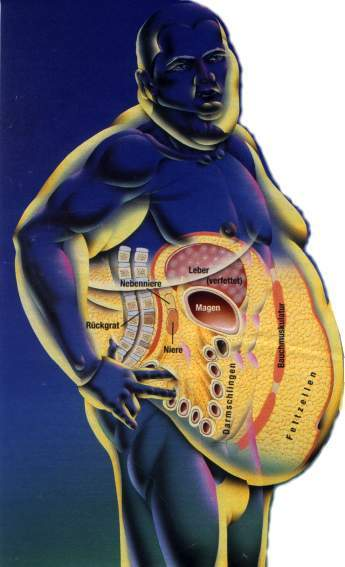 Leber
(verfettet)
Nebenniere
Magen
Rückgrat
Niere
Bauchmuskulatur
Darmschlingen
Fettzellen